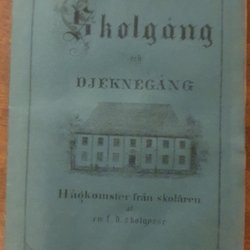 Skolgång
och
DJEKNEGÅNG
Hågkomster från skolåren
af
en f. d. skolgosse